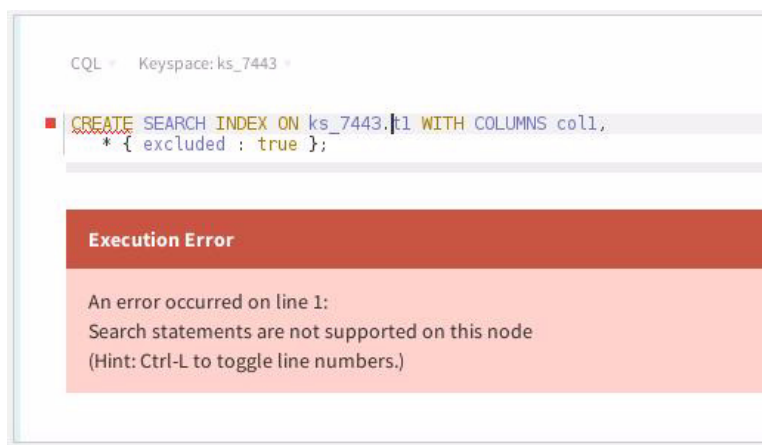 CQL Keyspace: ks_7443
CREATE SEARCH INDEX ON ks_7443.t1 WITH COLUMNS col1,
* { excluded : true };
Execution Error
An error occurred on line 1:
Search statements are not supported on this node
(Hint: Ctrl-L to toggle line numbers.)